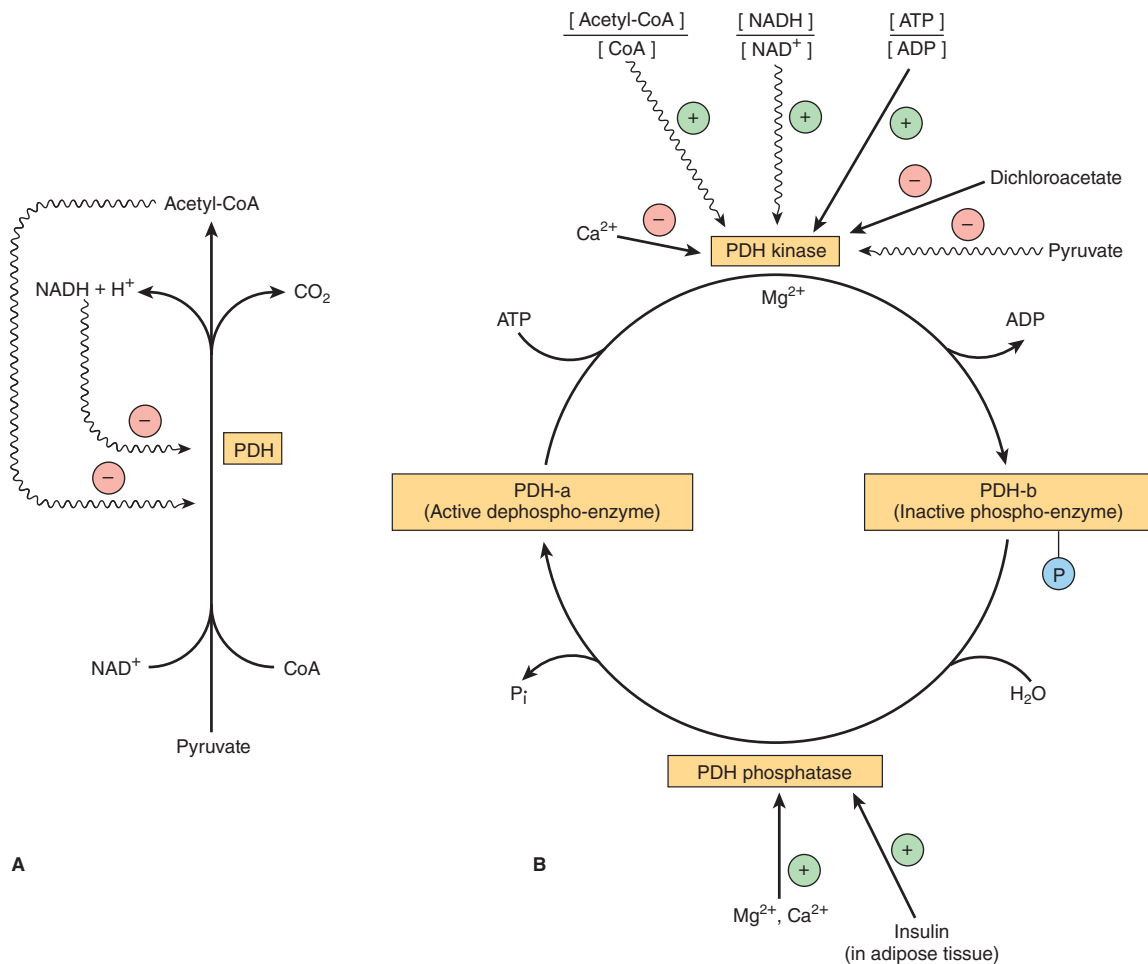 Acetyl-CoA
NADH + H⁺
CO₂
−
−
PDH
NAD⁺
CoA
Pyruvate
A
[ Acetyl-CoA ]
[ CoA ]
[ NADH ]
[ NAD⁺ ]
[ ATP ]
[ ADP ]
+
+
+
−
Dichloroacetate
−
Pyruvate
Ca²⁺
−
PDH kinase
Mg²⁺
ATP
ADP
PDH-a
(Active dephospho-enzyme)
PDH-b
(Inactive phospho-enzyme)
P
Pi
H₂O
PDH phosphatase
+
+
Mg²⁺, Ca²⁺
Insulin
(in adipose tissue)
B